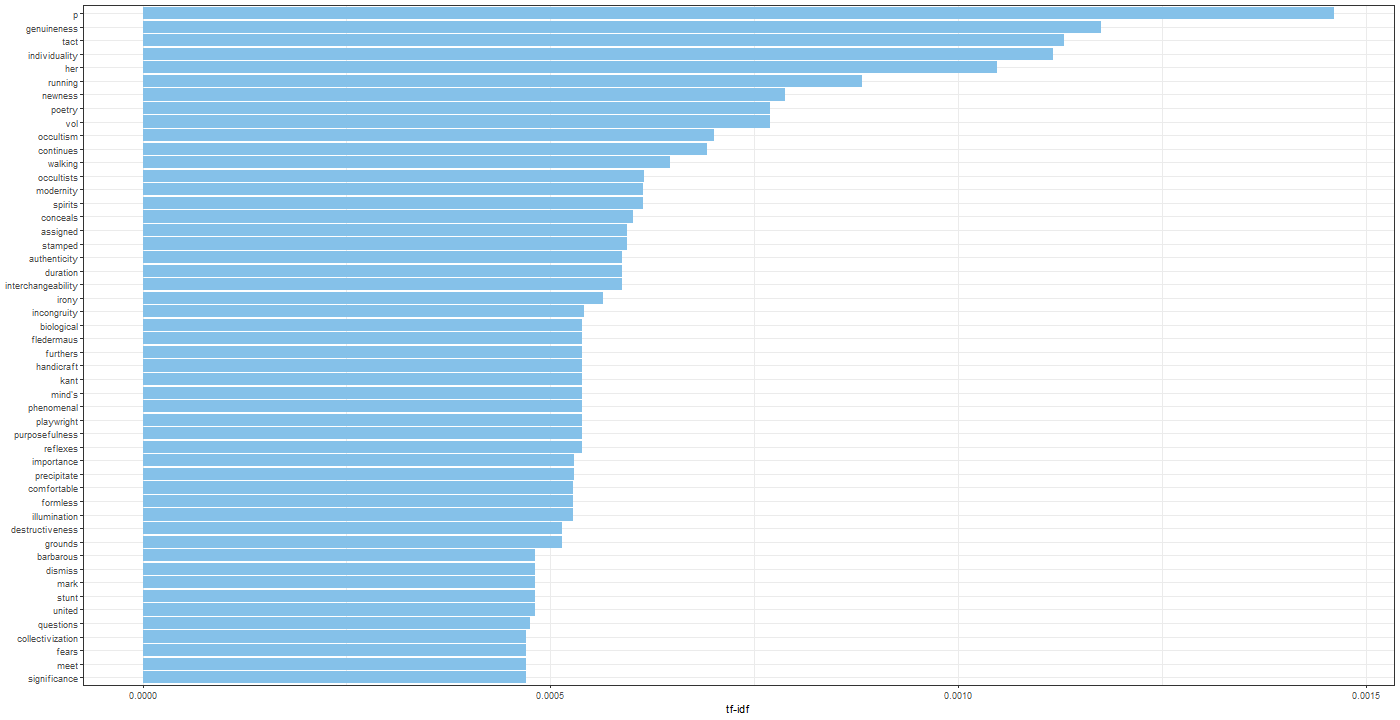 p
genuineness
tact
individuality
her
running
newness
poetry
vol
occultism
continues
walking
occultists
modernity
spirits
conceals
assigned
stamped
authenticity
duration
interchangeability
irony
incongruity
biological
fledermaus
furthers
handicraft
kant
mind's
phenomenal
playwright
purposefulness
reflexes
importance
precipitate
comfortable
formless
illumination
destructiveness
grounds
barbarous
dismiss
mark
stunt
united
questions
collectivization
fears
meet
significance
0.0000 0.0005 0.0010 0.0015
tf-idf